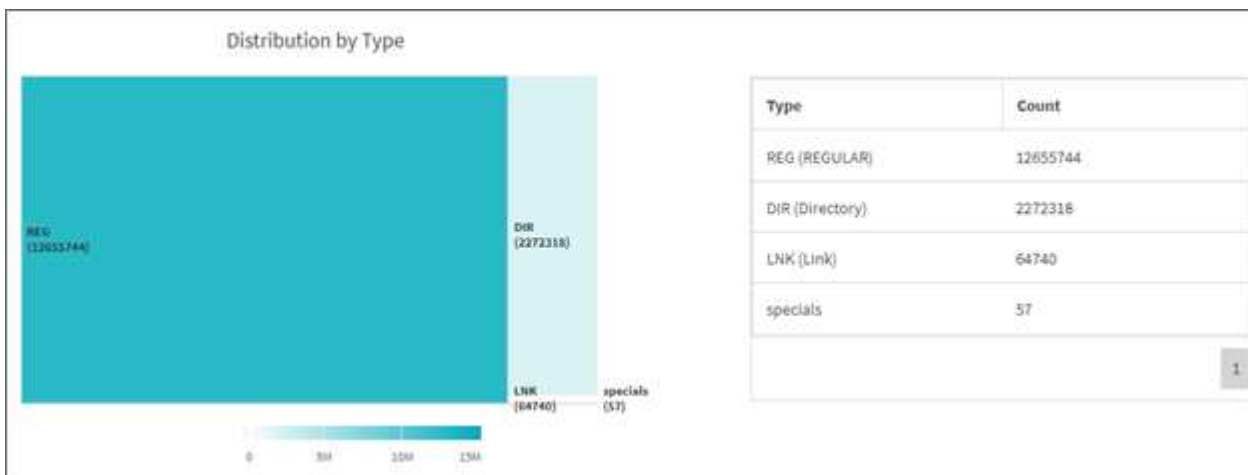 Distribution by Type
REG
(12655744)
DIR
(2272318)
LNK
(64740)
specials
(57)
0 5M 10M 15M
Type Count
REG (REGULAR) 12655744
DIR (Directory) 2272318
LNK (Link) 64740
specials 57
1